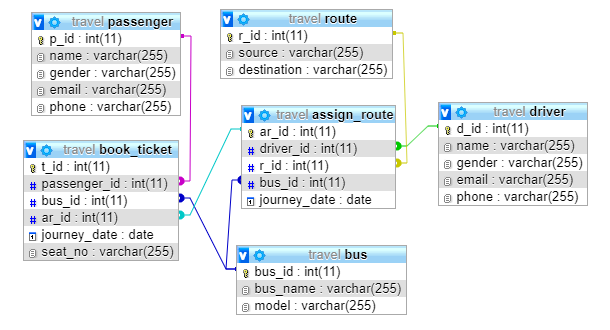 travel passenger
p_id : int(11)
name : varchar(255)
gender : varchar(255)
email : varchar(255)
phone : varchar(255)
travel route
r_id : int(11)
source : varchar(255)
destination : varchar(255)
travel book_ticket
t_id : int(11)
passenger_id : int(11)
bus_id : int(11)
ar_id : int(11)
journey_date : date
seat_no : varchar(255)
travel assign_route
ar_id : int(11)
driver_id : int(11)
r_id : int(11)
bus_id : int(11)
journey_date : date
travel driver
d_id : int(11)
name : varchar(255)
gender : varchar(255)
email : varchar(255)
phone : varchar(255)
travel bus
bus_id : int(11)
bus_name : varchar(255)
model : varchar(255)